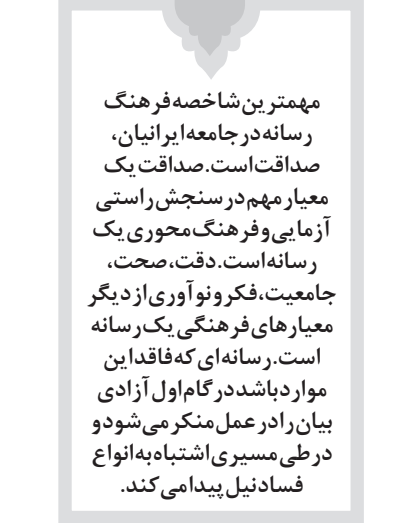 مهمترین شاخصه فرهنگ
رسانه در جامعه ایرانیان،
صداقت است. صداقت یک
معیار مهم در سنجش راستی
آزمایی و فرهنگ محوری یک
رسانه است. دقت، صحت،
جامعیت، فکر و نوآوری از دیگر
معیارهای فرهنگی یک رسانه
است. رسانه ای که فاقد این
موارد باشد در گام اول آزادی
بیان را در عمل منکر می شود و
در طی مسیری اشتباه به انواع
فساد نیل پیدا می کند.